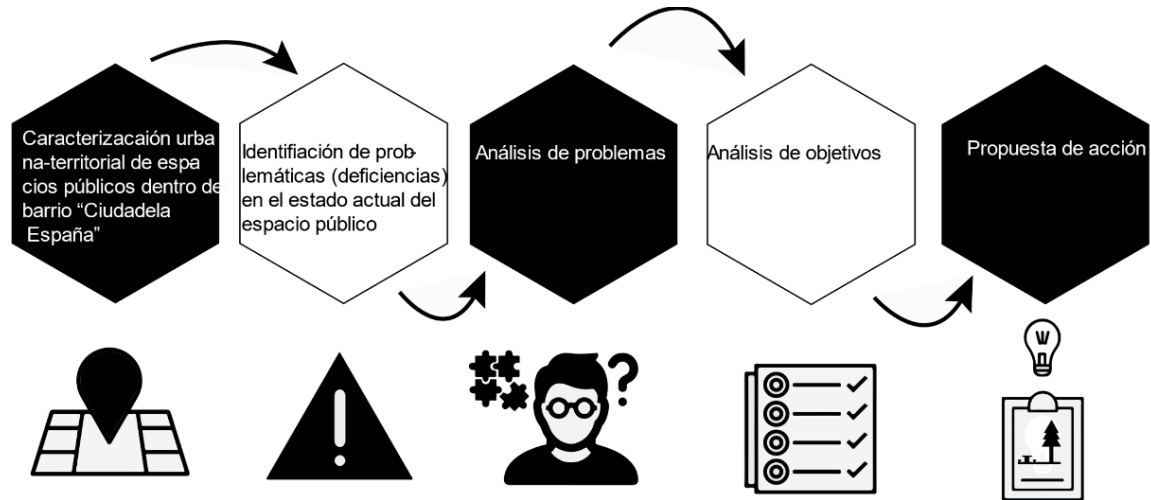 Caracterizacaión urba
na-territorial de espa
cios públicos dentro de
barrio “Ciudadela
España”
Identifiación de prob-
lemáticas (deficiencias)
en el estado actual del
espacio público
Análisis de problemas
Análisis de objetivos
Propuesta de acción